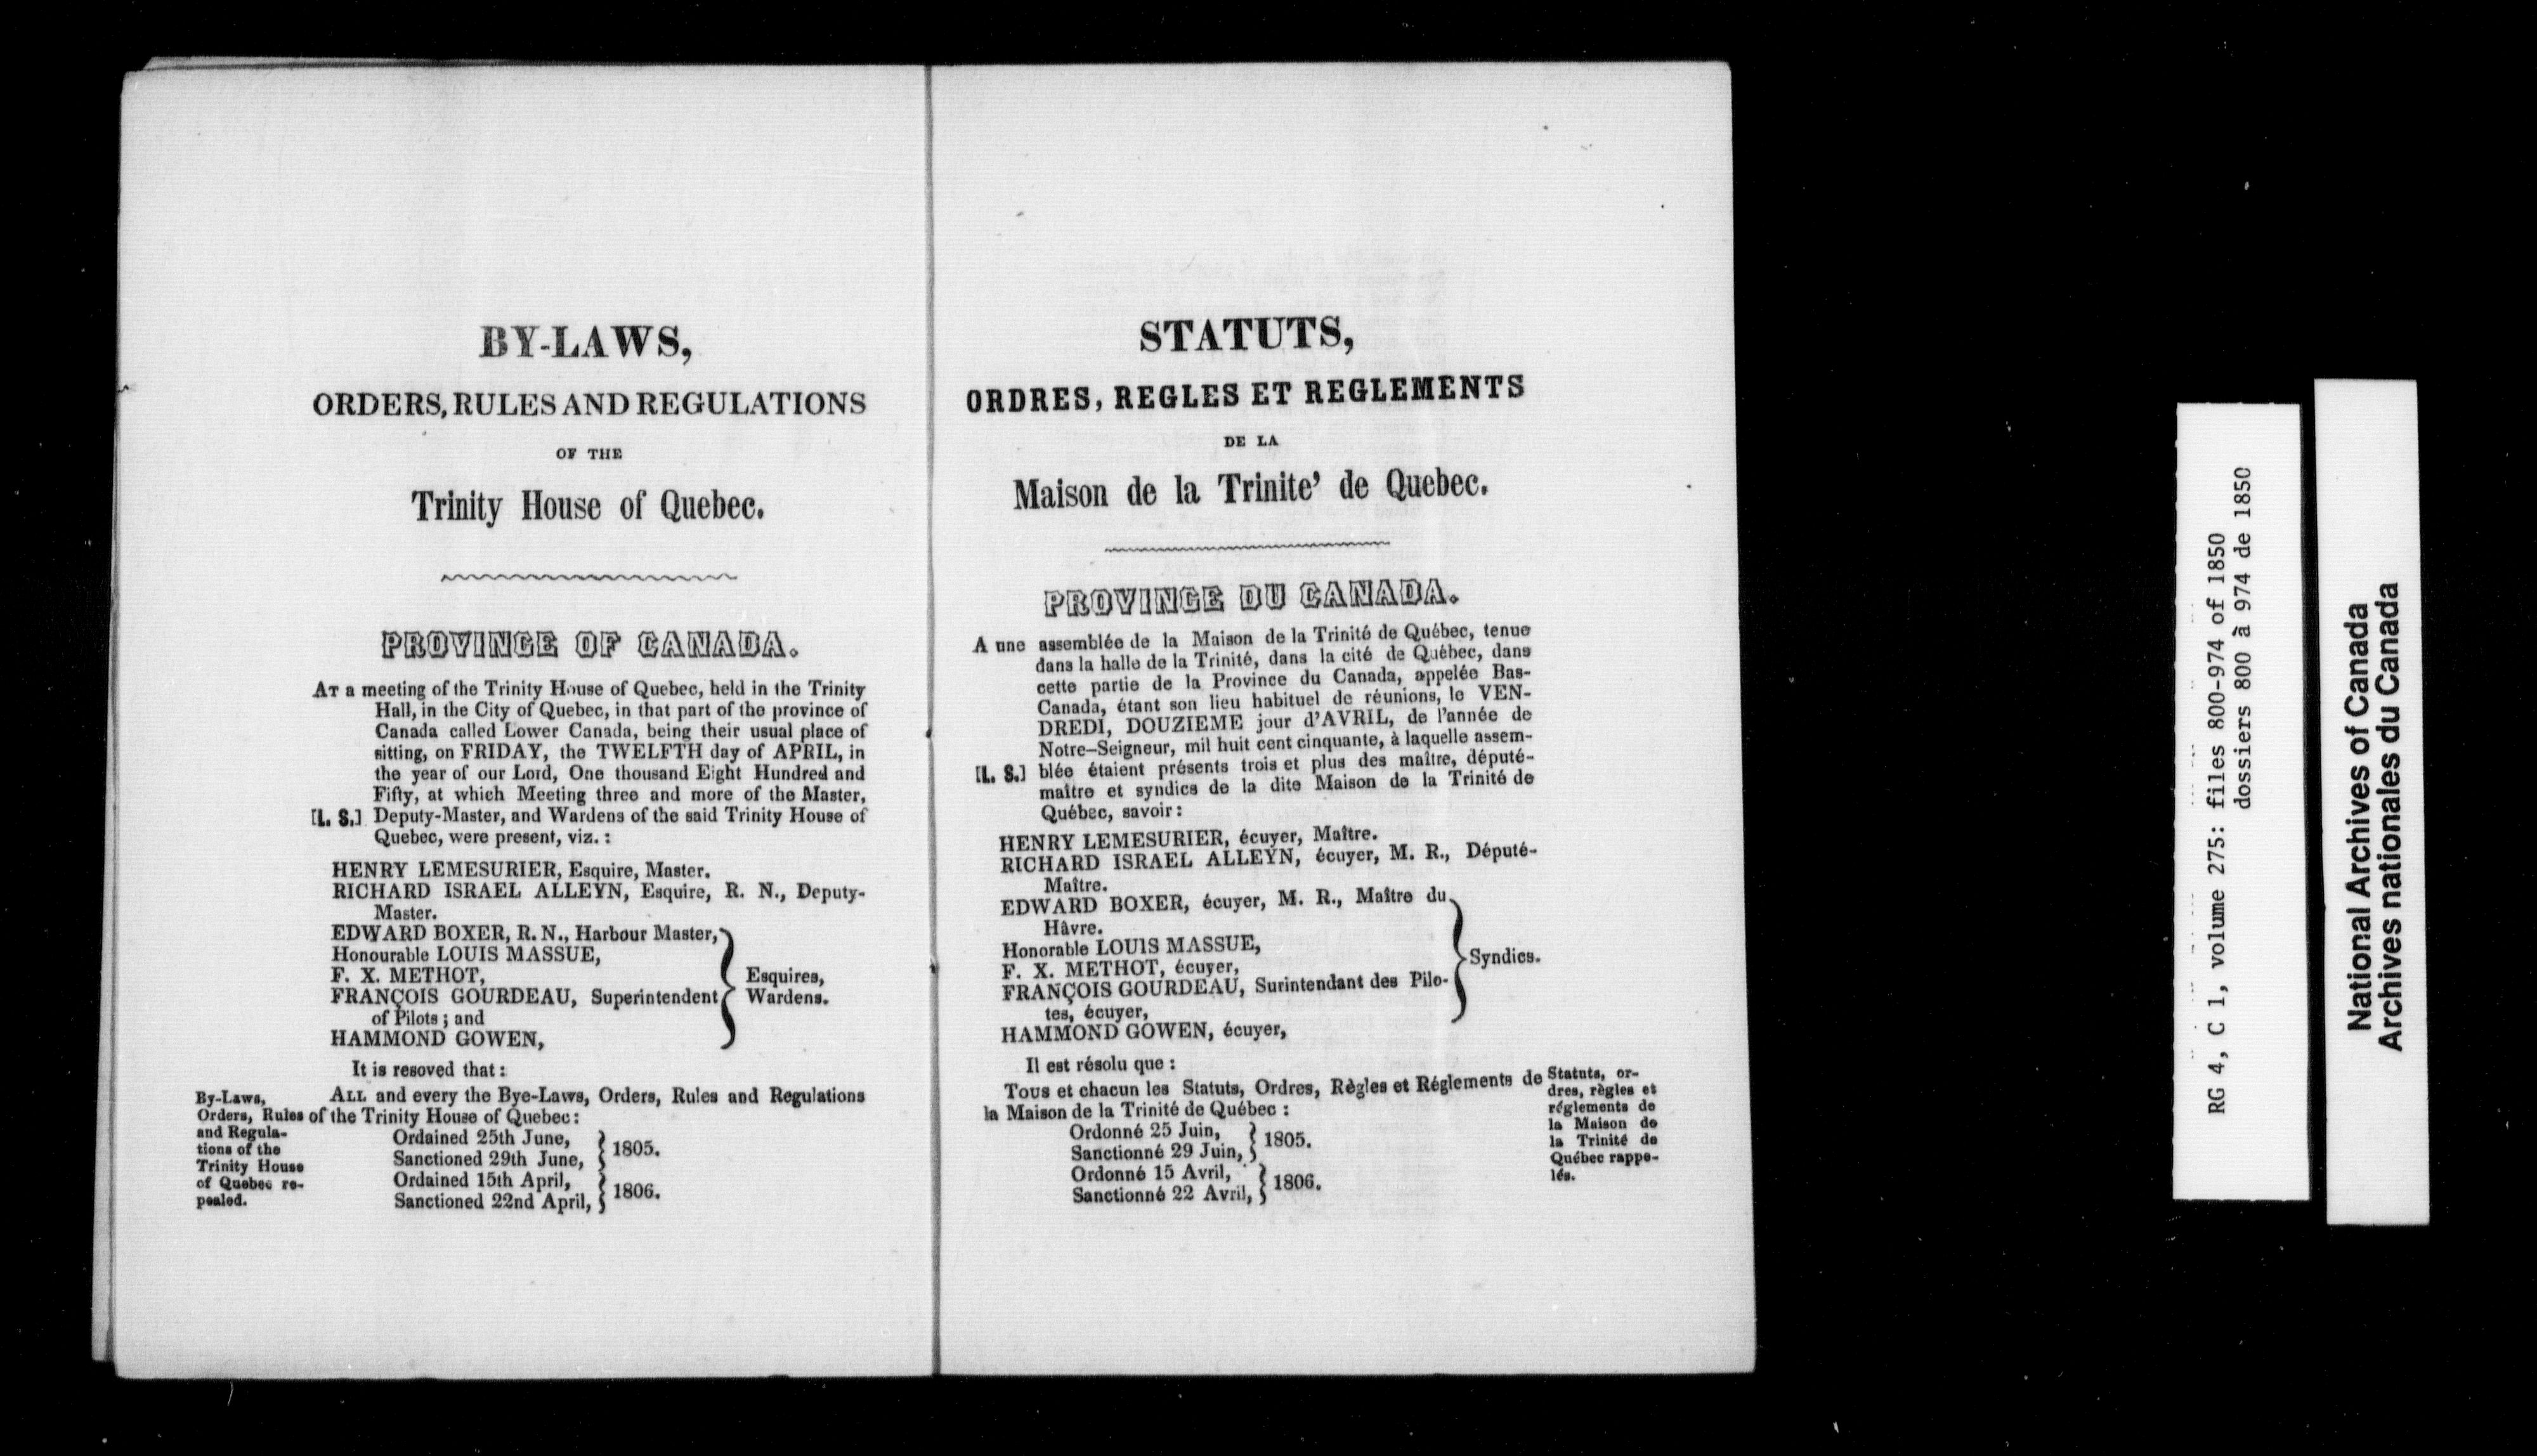 BY-LAWS,
ORDERS, RULES AND REGULATIONS
OF THE
Trinity House of Quebec.
PROVINCE OF CANADA.
AT a meeting of the Trinity House of Quebec, held in the Trinity
Hall, in the City of Quebec, in that part of the province of
Canada called Lower Canada, being their usual place of
sitting, on FRIDAY, the TWELFTH day of APRIL, in
the year of our Lord, One thousand Eight Hundred and
Fifty, at which Meeting three and more of the Master,
[L. S.] Deputy-Master, and Wardens of the said Trinity House of
Quebec, were present, viz. :
HENRY LEMESURIER, Esquire, Master.
RICHARD ISRAEL ALLEYN, Esquire, R. N., Deputy-
Master.
EDWARD BOXER, R. N., Harbour Master,
Honourable LOUIS MASSUE,
F. X. METHOT,
FRANÇOIS GOURDEAU, Superintendent
of Pilots ; and
HAMMOND GOWEN,
Esquires,
Wardens.
It is resoved that :
ALL and every the Bye-Laws, Orders, Rules and Regulations
of the Trinity House of Quebec :
Ordained 25th June,
Sanctioned 29th June, } 1805.
Ordained 15th April,
Sanctioned 22nd April, } 1806.
By-Laws,
Orders, Rules
and Regula-
tions of the
Trinity House
of Quebec re-
pealed.
STATUTS,
ORDRES, REGLES ET REGLEMENTS
DE LA
Maison de la Trinite' de Quebec.
PROVINCE DU CANADA.
A une assemblée de la Maison de la Trinité de Québec, tenue
dans la halle de la Trinité, dans la cité de Québec, dans
cette partie de la Province du Canada, appelée Bas-
Canada, étant son lieu habituel de réunions, le VEN-
DREDI, DOUZIEME jour d'AVRIL, de l'année de
Notre-Seigneur, mil huit cent cinquante, à laquelle assem-
[L. S.] blée étaient présents trois et plus des maître, député-
maître et syndics de la dite Maison de la Trinité de
Québec, savoir :
HENRY LEMESURIER, écuyer, Maître.
RICHARD ISRAEL ALLEYN, écuyer, M. R., Député-
Maître.
EDWARD BOXER, écuyer, M. R., Maître du
Hâvre.
Honorable LOUIS MASSUE,
F. X. METHOT, écuyer,
FRANÇOIS GOURDEAU, Surintendant des Pilo-
tes, écuyer,
HAMMOND GOWEN, écuyer,
Syndics.
Il est résolu que :
Tous et chacun les Statuts, Ordres, Règles et Réglements de
la Maison de la Trinité de Québec :
Ordonné 25 Juin,
Sanctionné 29 Juin, } 1805.
Ordonné 15 Avril,
Sanctionné 22 Avril, } 1806.
Statuts, or-
dres, règles et
réglements de
la Maison de
la Trinité de
Québec rappe-
lés.
RG 4, C 1, volume 275: files 800-974 of 1850
dossiers 800 à 974 de 1850
National Archives of Canada
Archives nationales du Canada